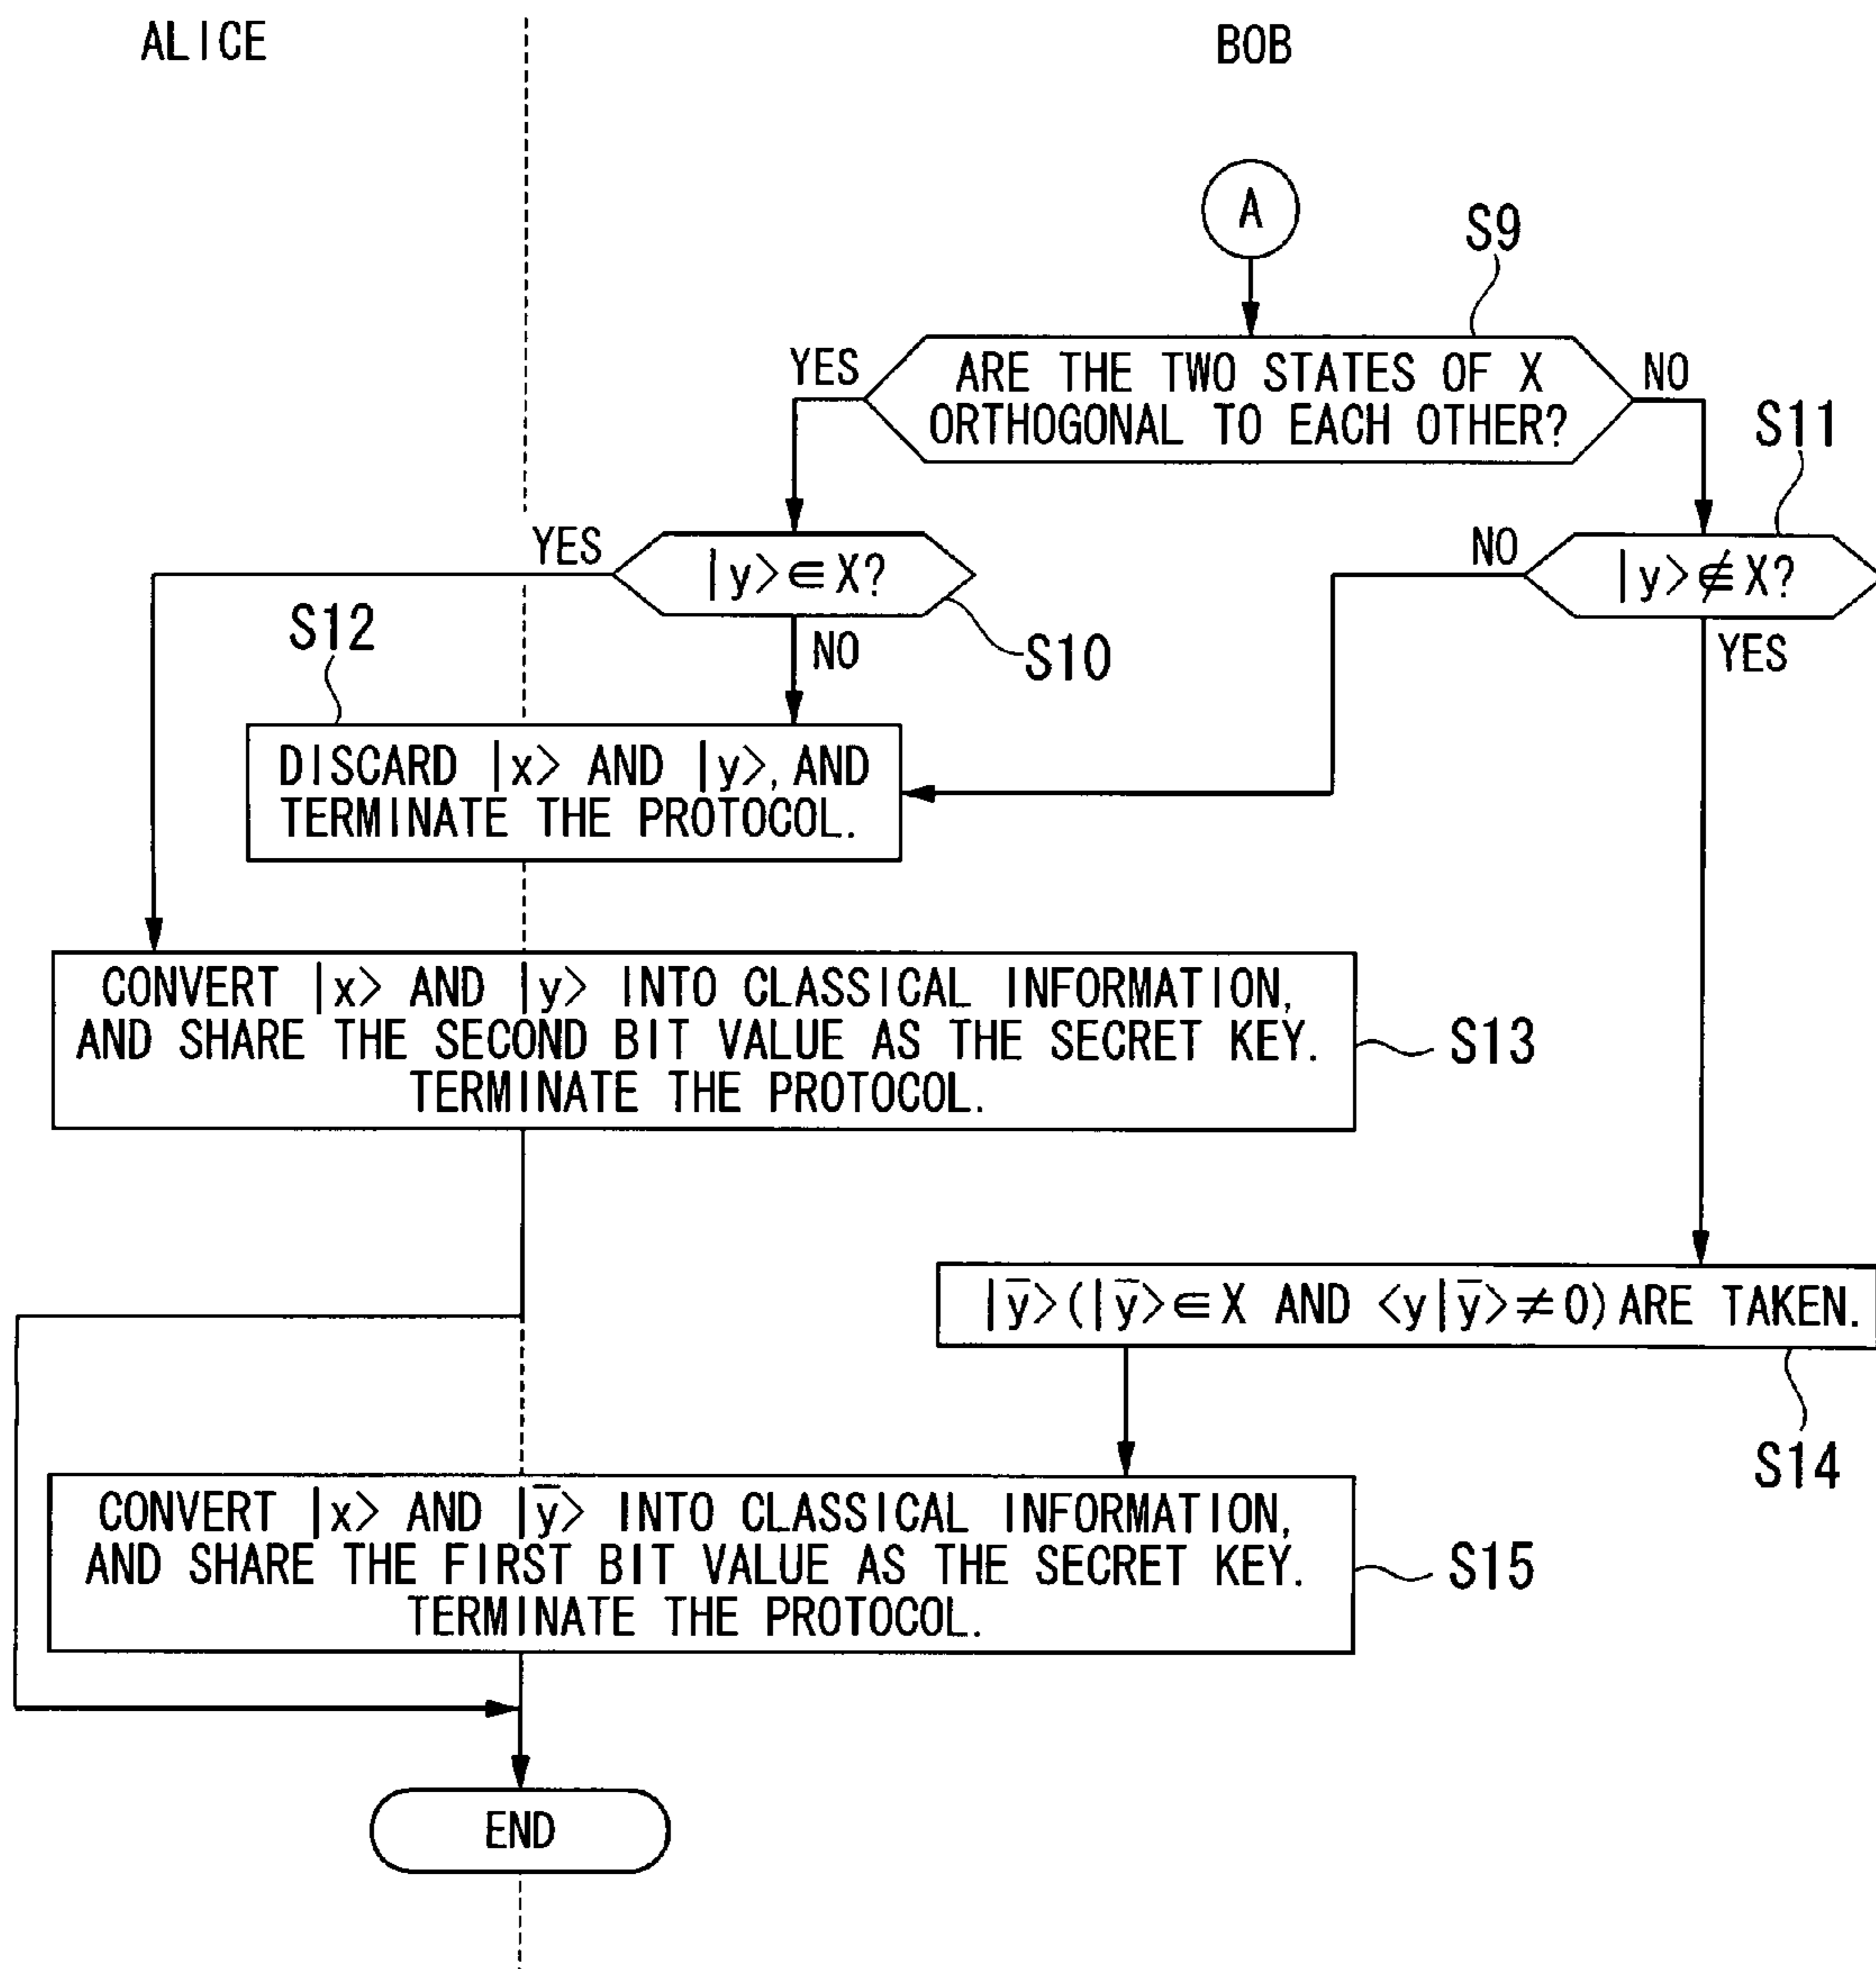 ALICE
BOB
A
S9
YES
ARE THE TWO STATES OF X
ORTHOGONAL TO EACH OTHER?
NO
S11
YES
|y>∈X?
NO
|y>∉X?
S12
NO
S10
YES
DISCARD |x> AND |y>, AND
TERMINATE THE PROTOCOL.
CONVERT |x> AND |y> INTO CLASSICAL INFORMATION,
AND SHARE THE SECOND BIT VALUE AS THE SECRET KEY.
TERMINATE THE PROTOCOL.
S13
|y̅>(|y̅>∈X AND <y|y̅>≠0) ARE TAKEN.
S14
CONVERT |x> AND |y̅> INTO CLASSICAL INFORMATION,
AND SHARE THE FIRST BIT VALUE AS THE SECRET KEY.
TERMINATE THE PROTOCOL.
S15
END